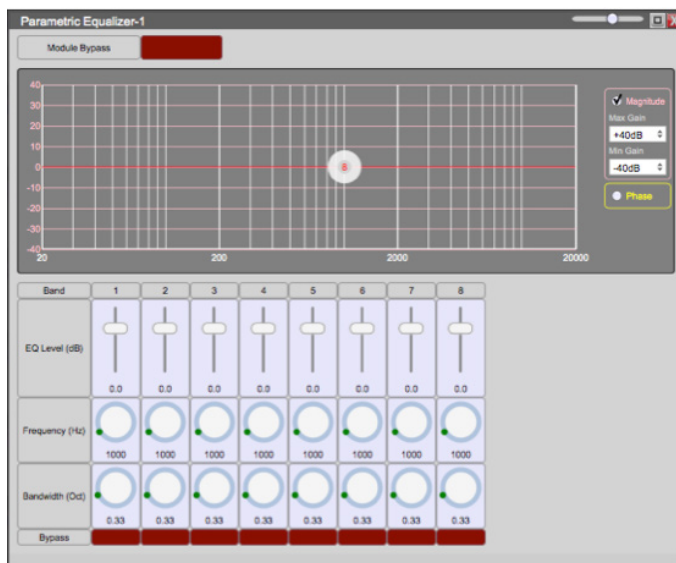 Parametric Equalizer-1
X
Module Bypass
40
30
20
10
0
-10
-20
-30
-40
20
200
2000
20000
8
Magnitude
Max Gain
+40dB
Min Gain
-40dB
Phase
Band 1 2 3 4 5 6 7 8
EQ Level (dB)
0.0 0.0 0.0 0.0 0.0 0.0 0.0 0.0
Frequency (Hz)
1000 1000 1000 1000 1000 1000 1000 1000
Bandwidth (Oct)
0.33 0.33 0.33 0.33 0.33 0.33 0.33 0.33
Bypass